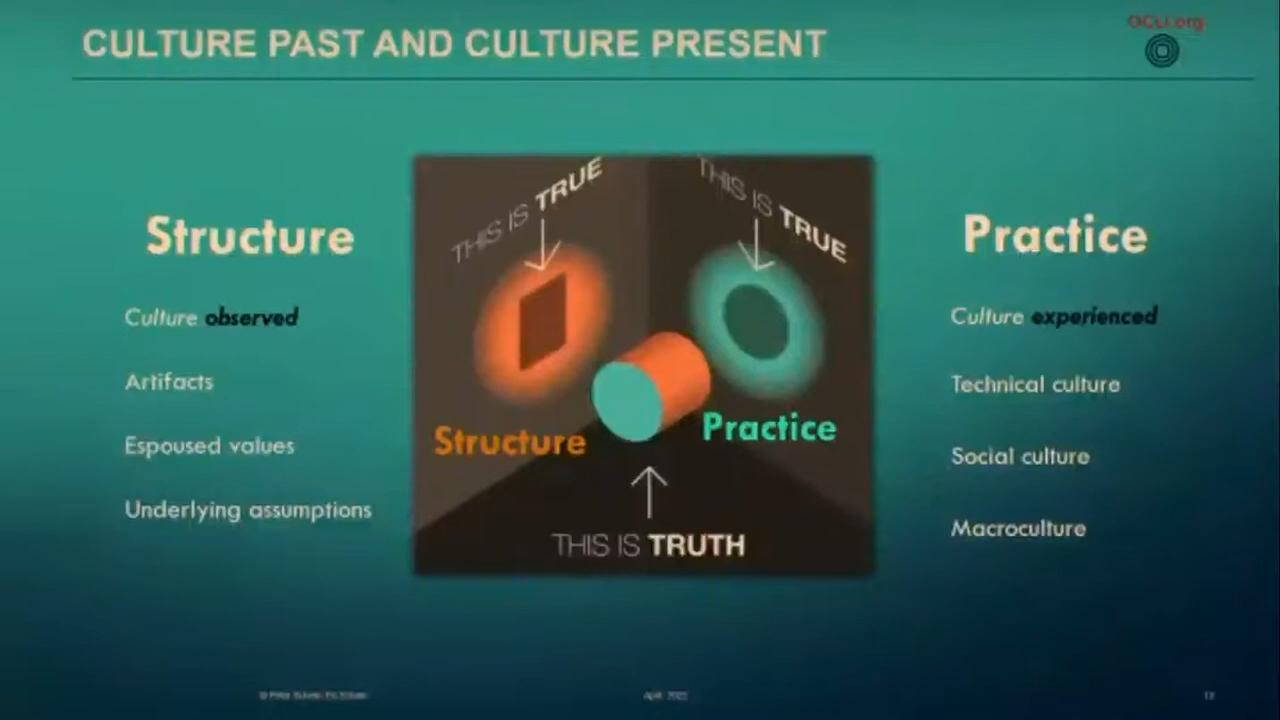 CULTURE PAST AND CULTURE PRESENT
OCLI.org
Structure
Culture observed
Artifacts
Espoused values
Underlying assumptions
THIS IS TRUE
THIS IS TRUE
Structure
Practice
THIS IS TRUTH
Practice
Culture experienced
Technical culture
Social culture
Macroculture